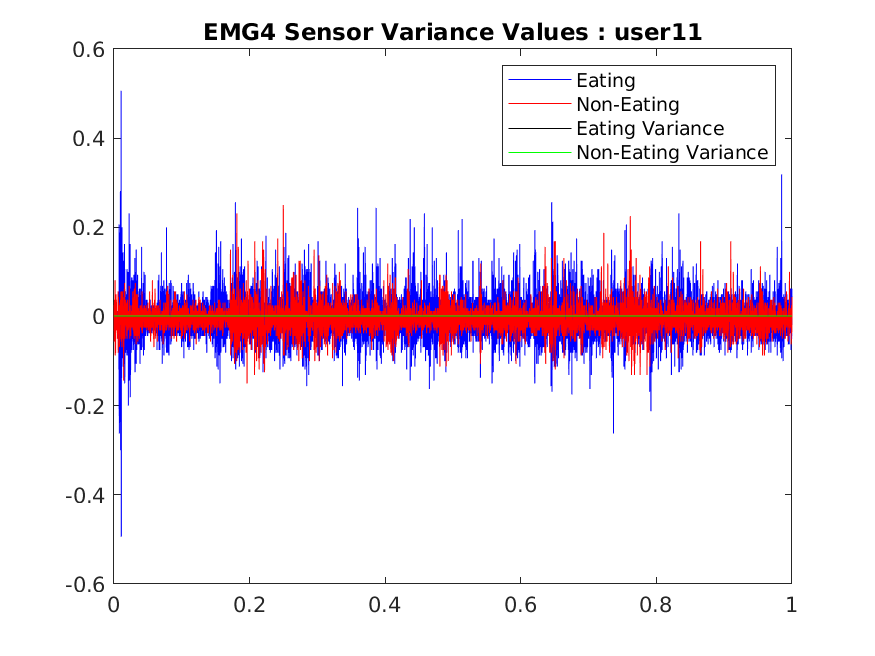 EMG4 Sensor Variance Values : user11
Eating
Non-Eating
Eating Variance
Non-Eating Variance
0.6
0.4
0.2
0
-0.2
-0.4
-0.6
0
0.2
0.4
0.6
0.8
1